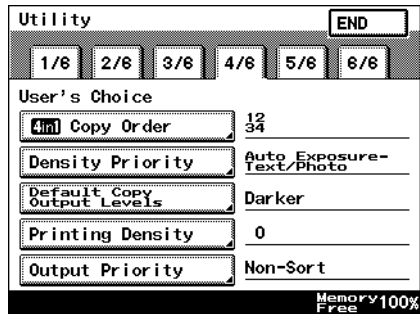 Utility END
1/6 2/6 3/6 4/6 5/6 6/6
User's Choice
4in1 Copy Order
12
34
Density Priority
Auto Exposure-
Text/Photo
Default Copy
Output Levels
Darker
Printing Density 0
Output Priority Non-Sort
Memory
Free 100%